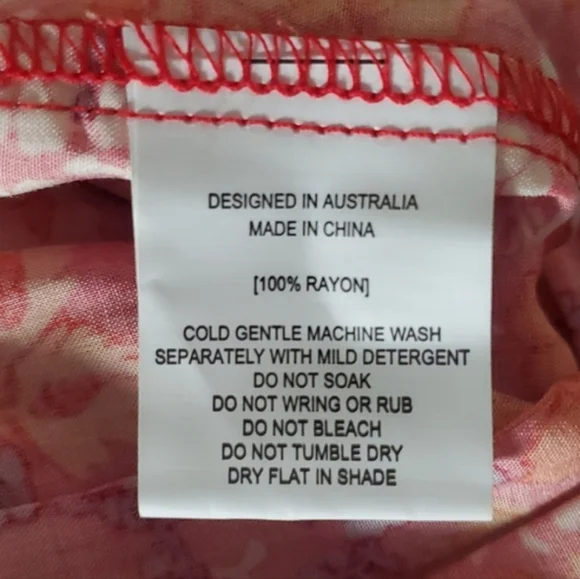 DESIGNED IN AUSTRALIA
MADE IN CHINA
[100% RAYON]
COLD GENTLE MACHINE WASH
SEPARATELY WITH MILD DETERGENT
DO NOT SOAK
DO NOT WRING OR RUB
DO NOT BLEACH
DO NOT TUMBLE DRY
DRY FLAT IN SHADE